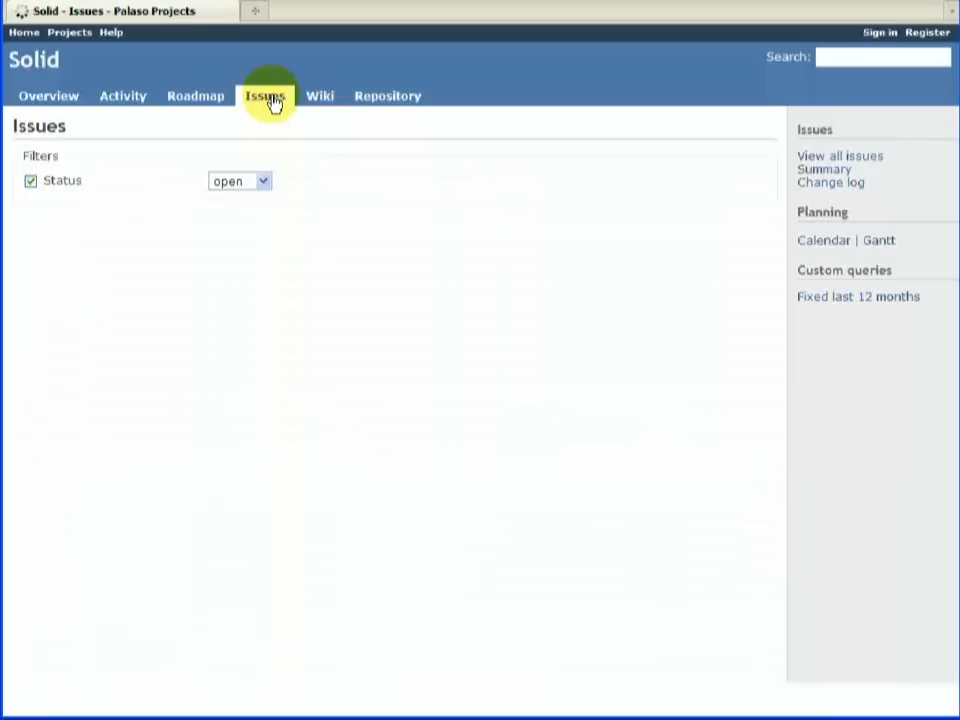 Solid - Issues - Palaso Projects
Home Projects Help
Sign in Register
Solid
Search:
Overview Activity Roadmap Issues Wiki Repository
Issues
Filters
Status
open
Issues
View all issues
Summary
Change log
Planning
Calendar | Gantt
Custom queries
Fixed last 12 months